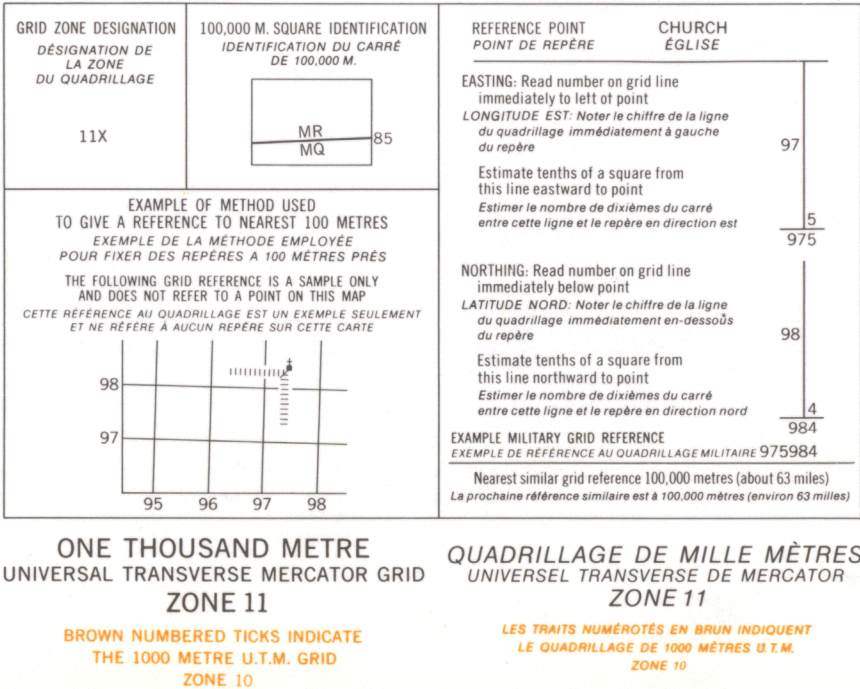 GRID ZONE DESIGNATION
DÉSIGNATION DE
LA ZONE
DU QUADRILLAGE
11X
100,000 M. SQUARE IDENTIFICATION
IDENTIFICATION DU CARRÉ
DE 100,000 M.
MR
MQ
85
EXAMPLE OF METHOD USED
TO GIVE A REFERENCE TO NEAREST 100 METRES
EXEMPLE DE LA MÉTHODE EMPLOYÉE
POUR FIXER DES REPÈRES A 100 MÈTRES PRÈS
THE FOLLOWING GRID REFERENCE IS A SAMPLE ONLY
AND DOES NOT REFER TO A POINT ON THIS MAP
CETTE RÉFÉRENCE AU QUADRILLAGE EST UN EXEMPLE SEULEMENT
ET NE RÉFÈRE À AUCUN REPÈRE SUR CETTE CARTE
98
97
95 96 97 98
REFERENCE POINT CHURCH
POINT DE REPÈRE ÉGLISE
EASTING: Read number on grid line
immediately to left of point
LONGITUDE EST: Noter le chiffre de la ligne
du quadrillage immédiatement à gauche
du repère 97
Estimate tenths of a square from
this line eastward to point
Estimer le nombre de dixièmes du carré
entre cette ligne et le repère en direction est 5
975
NORTHING: Read number on grid line
immediately below point
LATITUDE NORD: Noter le chiffre de la ligne
du quadrillage immédiatement en-dessous
du repère 98
Estimate tenths of a square from
this line northward to point
Estimer le nombre de dixièmes du carré
entre cette ligne et le repère en direction nord 4
984
EXAMPLE MILITARY GRID REFERENCE
EXEMPLE DE RÉFÉRENCE AU QUADRILLAGE MILITAIRE 975984
Nearest similar grid reference 100,000 metres (about 63 miles)
La prochaine référence similaire est à 100,000 mètres (environ 63 milles)
ONE THOUSAND METRE
UNIVERSAL TRANSVERSE MERCATOR GRID
ZONE 11
BROWN NUMBERED TICKS INDICATE
THE 1000 METRE U.T.M. GRID
ZONE 10
QUADRILLAGE DE MILLE MÈTRES
UNIVERSEL TRANSVERSE DE MERCATOR
ZONE 11
LES TRAITS NUMÉROTÉS EN BRUN INDIQUENT
LE QUADRILLAGE DE 1000 MÈTRES U.T.M.
ZONE 10